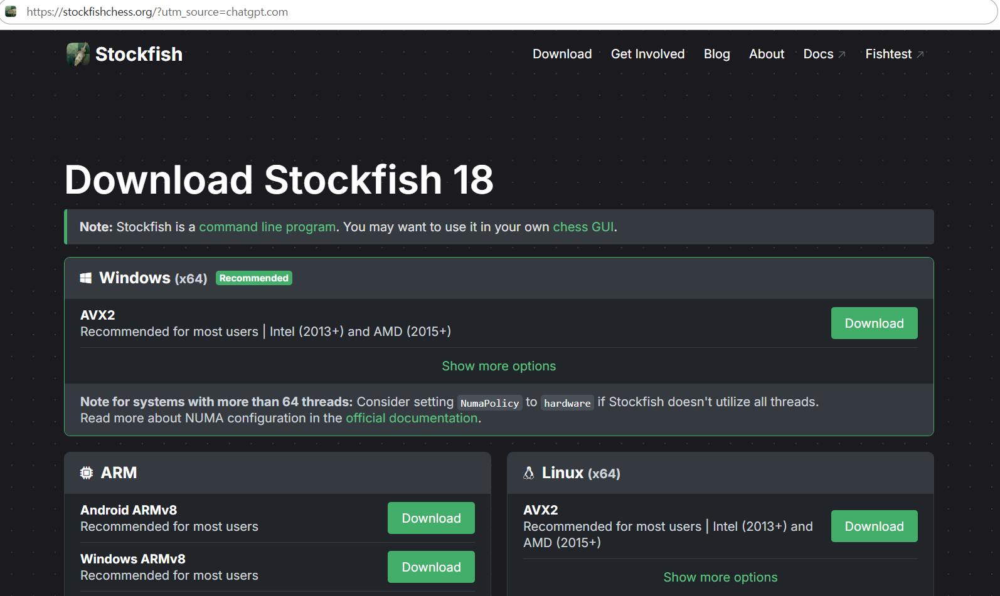 https://stockfishchess.org/?utm_source=chatgpt.com
Stockfish
Download
Get Involved
Blog
About
Docs ↗
Fishtest ↗
Download Stockfish 18
Note: Stockfish is a command line program. You may want to use it in your own chess GUI.
Windows (x64) Recommended
AVX2
Recommended for most users | Intel (2013+) and AMD (2015+)
Download
Show more options
Note for systems with more than 64 threads: Consider setting NumaPolicy to hardware if Stockfish doesn't utilize all threads.
Read more about NUMA configuration in the official documentation.
ARM
Android ARMv8
Recommended for most users
Download
Windows ARMv8
Recommended for most users
Download
Linux (x64)
AVX2
Recommended for most users | Intel (2013+) and
AMD (2015+)
Download
Show more options